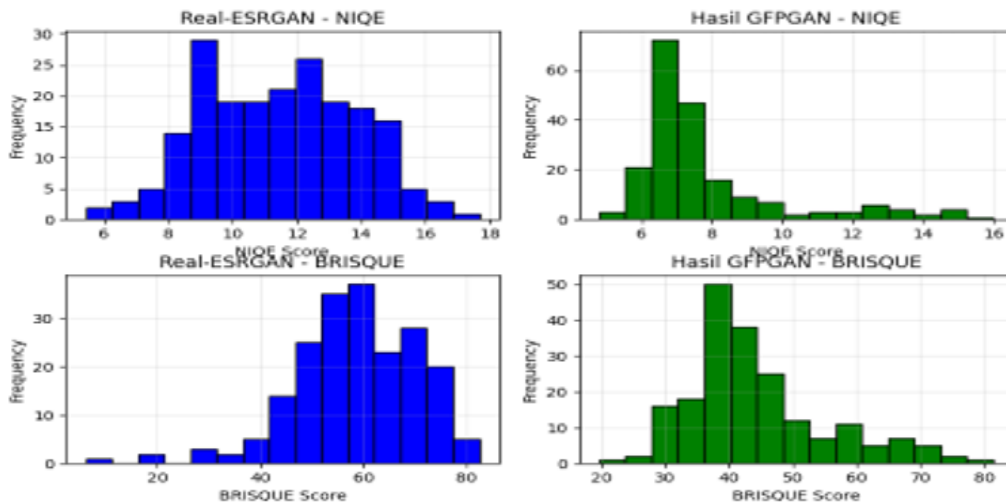 Real-ESRGAN - NIQE
Hasil GFPGAN - NIQE
Frequency
30
25
20
15
10
5
0
6 8 10 12 14 16 18
NIQE Score
Frequency
60
40
20
0
6 8 10 12 14 16
NIQE Score
Real-ESRGAN - BRISQUE
Hasil GFPGAN - BRISQUE
Frequency
30
20
10
0
20 40 60 80
BRISQUE Score
Frequency
50
40
30
20
10
0
20 30 40 50 60 70 80
BRISQUE Score